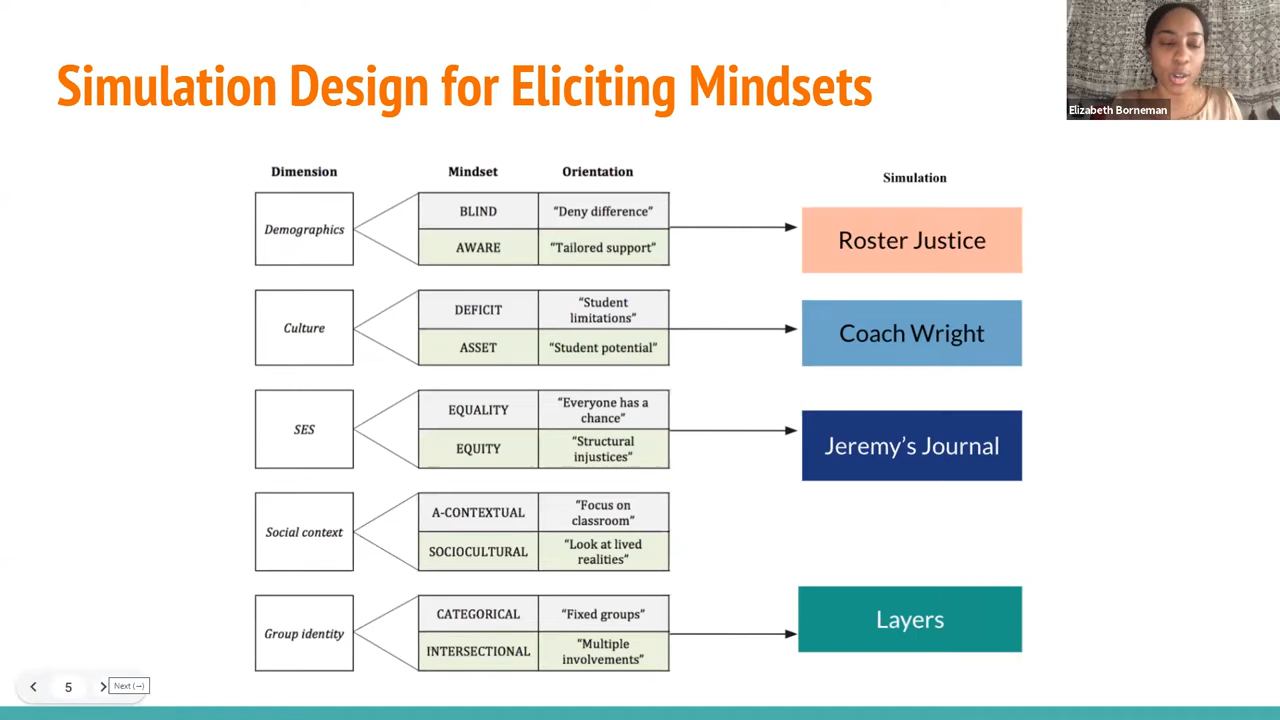 Simulation Design for Eliciting Mindsets
Elizabeth Borneman
Dimension
Mindset
Orientation
Simulation
Demographics
BLIND
“Deny difference”
AWARE
“Tailored support”
Roster Justice
Culture
DEFICIT
“Student
limitations”
ASSET
“Student potential”
Coach Wright
SES
EQUALITY
“Everyone has a
chance”
EQUITY
“Structural
injustices”
Jeremy’s Journal
Social context
A-CONTEXTUAL
“Focus on
classroom”
SOCIOCULTURAL
“Look at lived
realities”
Group identity
CATEGORICAL
“Fixed groups”
INTERSECTIONAL
“Multiple
involvements”
Layers
5
Next (→)